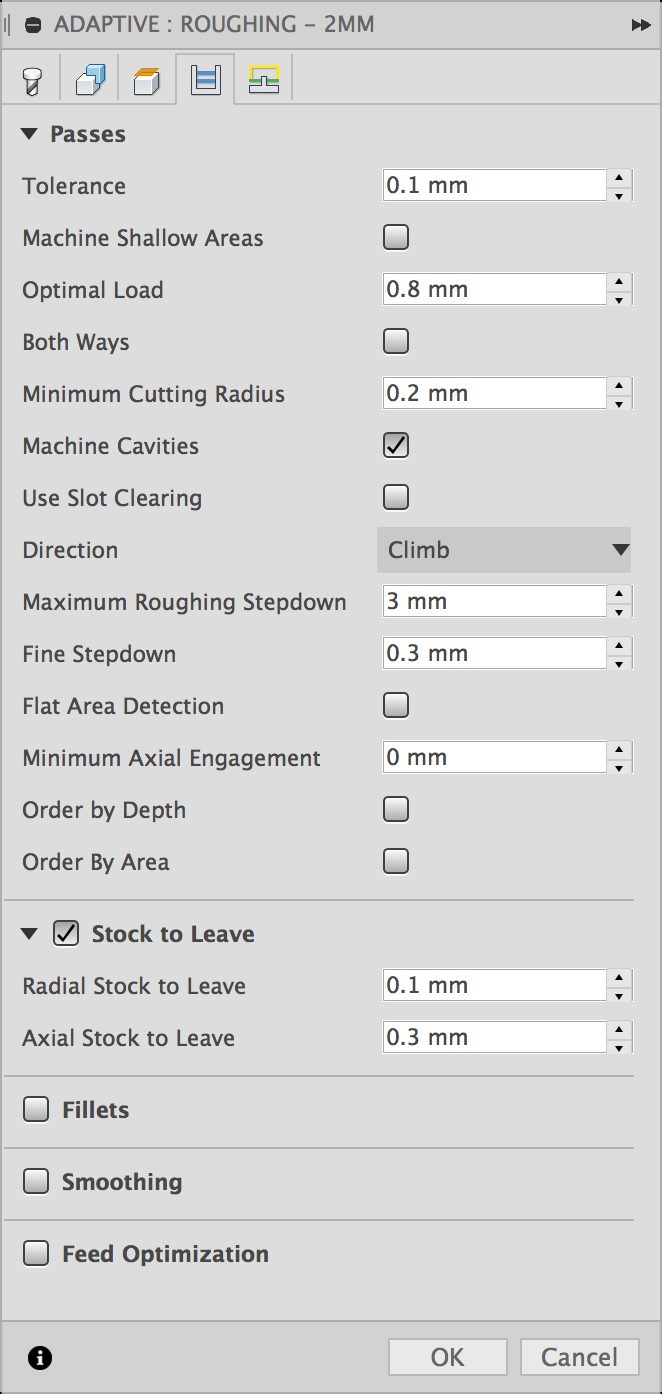 ADAPTIVE : ROUGHING – 2MM
Passes
Tolerance 0.1 mm
Machine Shallow Areas
Optimal Load 0.8 mm
Both Ways
Minimum Cutting Radius 0.2 mm
Machine Cavities
Use Slot Clearing
Direction Climb
Maximum Roughing Stepdown 3 mm
Fine Stepdown 0.3 mm
Flat Area Detection
Minimum Axial Engagement 0 mm
Order by Depth
Order By Area
Stock to Leave
Radial Stock to Leave 0.1 mm
Axial Stock to Leave 0.3 mm
Fillets
Smoothing
Feed Optimization
OK Cancel